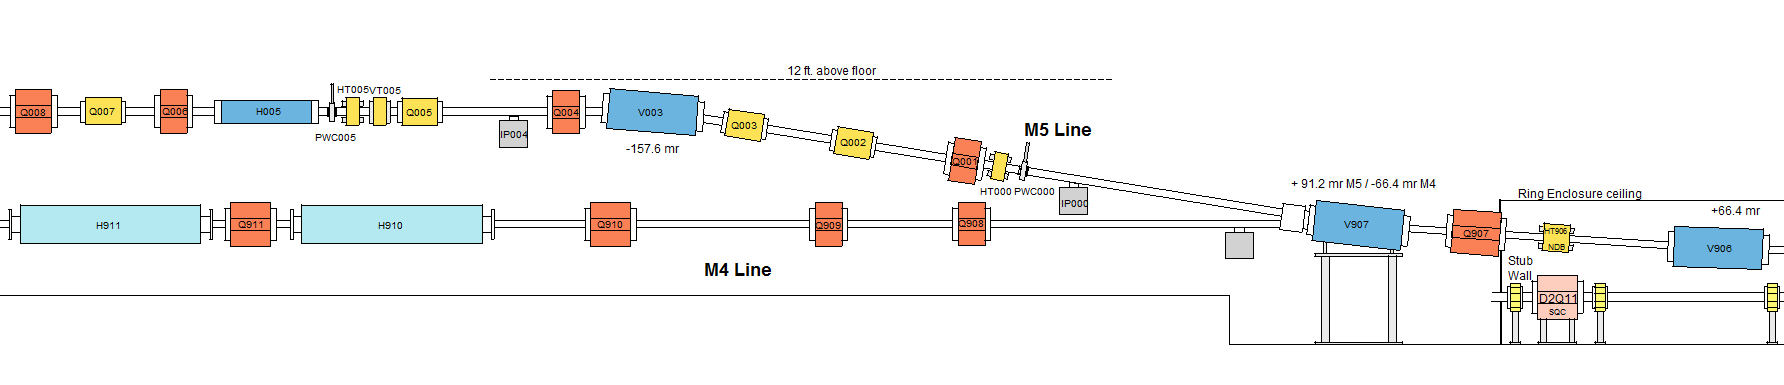 12 ft. above floor
HT005 VT005
Q008
Q007
Q006
H005
Q005
Q004
V003
Q003
Q002
Q001
PWC005
IP004
-157.6 mr
M5 Line
HT000 PWC000
IP000
+ 91.2 mr M5 / -66.4 mr M4
Ring Enclosure ceiling
+66.4 mr
H911
Q911
H910
Q910
Q909
Q908
V907
Q907
HT906
NDB
V906
M4 Line
Stub
Wall
D2Q11
SQC